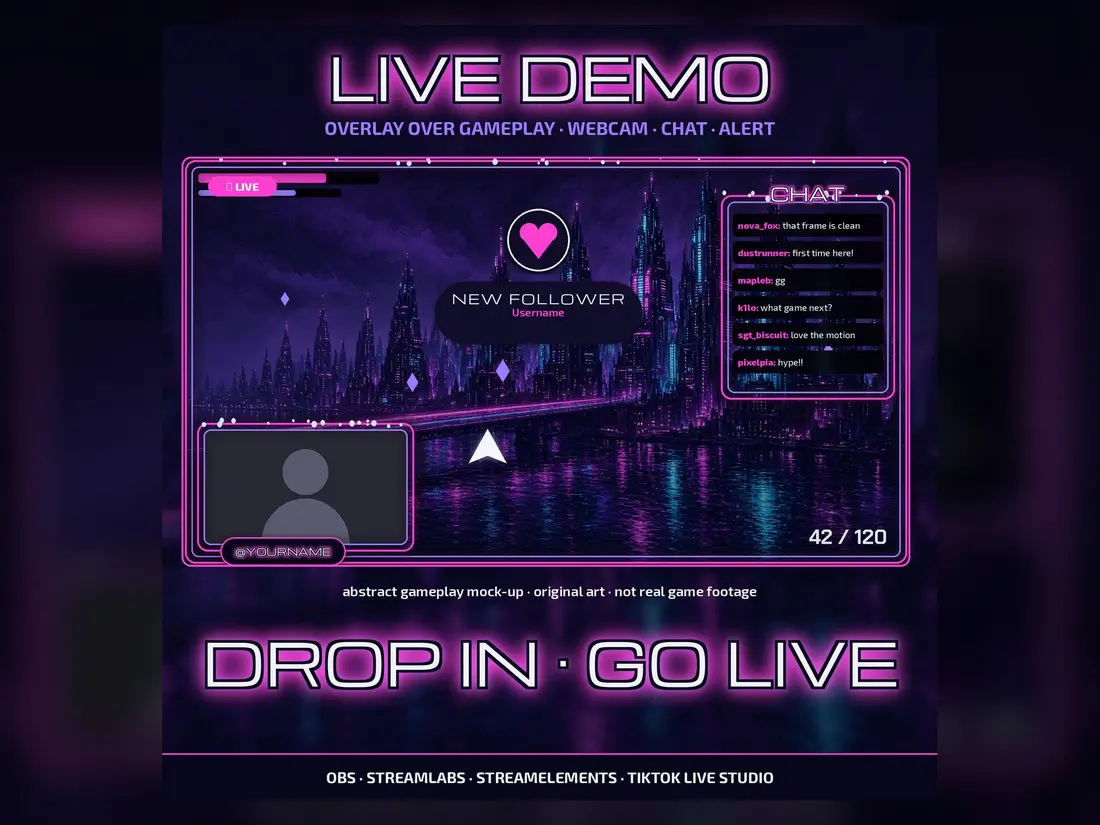 LIVE DEMO
OVERLAY OVER GAMEPLAY · WEBCAM · CHAT · ALERT
LIVE
CHAT
nova_fox: that frame is clean
dustrunner: first time here!
mapleb: gg
k1lo: what game next?
sgt_biscuit: love the motion
pixelpia: hype!!
NEW FOLLOWER
Username
@YOURNAME
42 / 120
abstract gameplay mock-up · original art · not real game footage
DROP IN · GO LIVE
OBS · STREAMLABS · STREAMELEMENTS · TIKTOK LIVE STUDIO